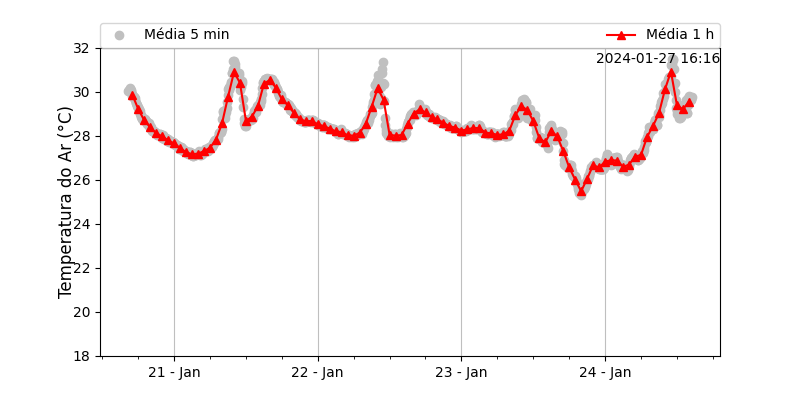 Média 5 min
Média 1 h
2024-01-27 16:16
Temperatura do Ar (°C)
32
30
28
26
24
22
20
18
21 - Jan
22 - Jan
23 - Jan
24 - Jan